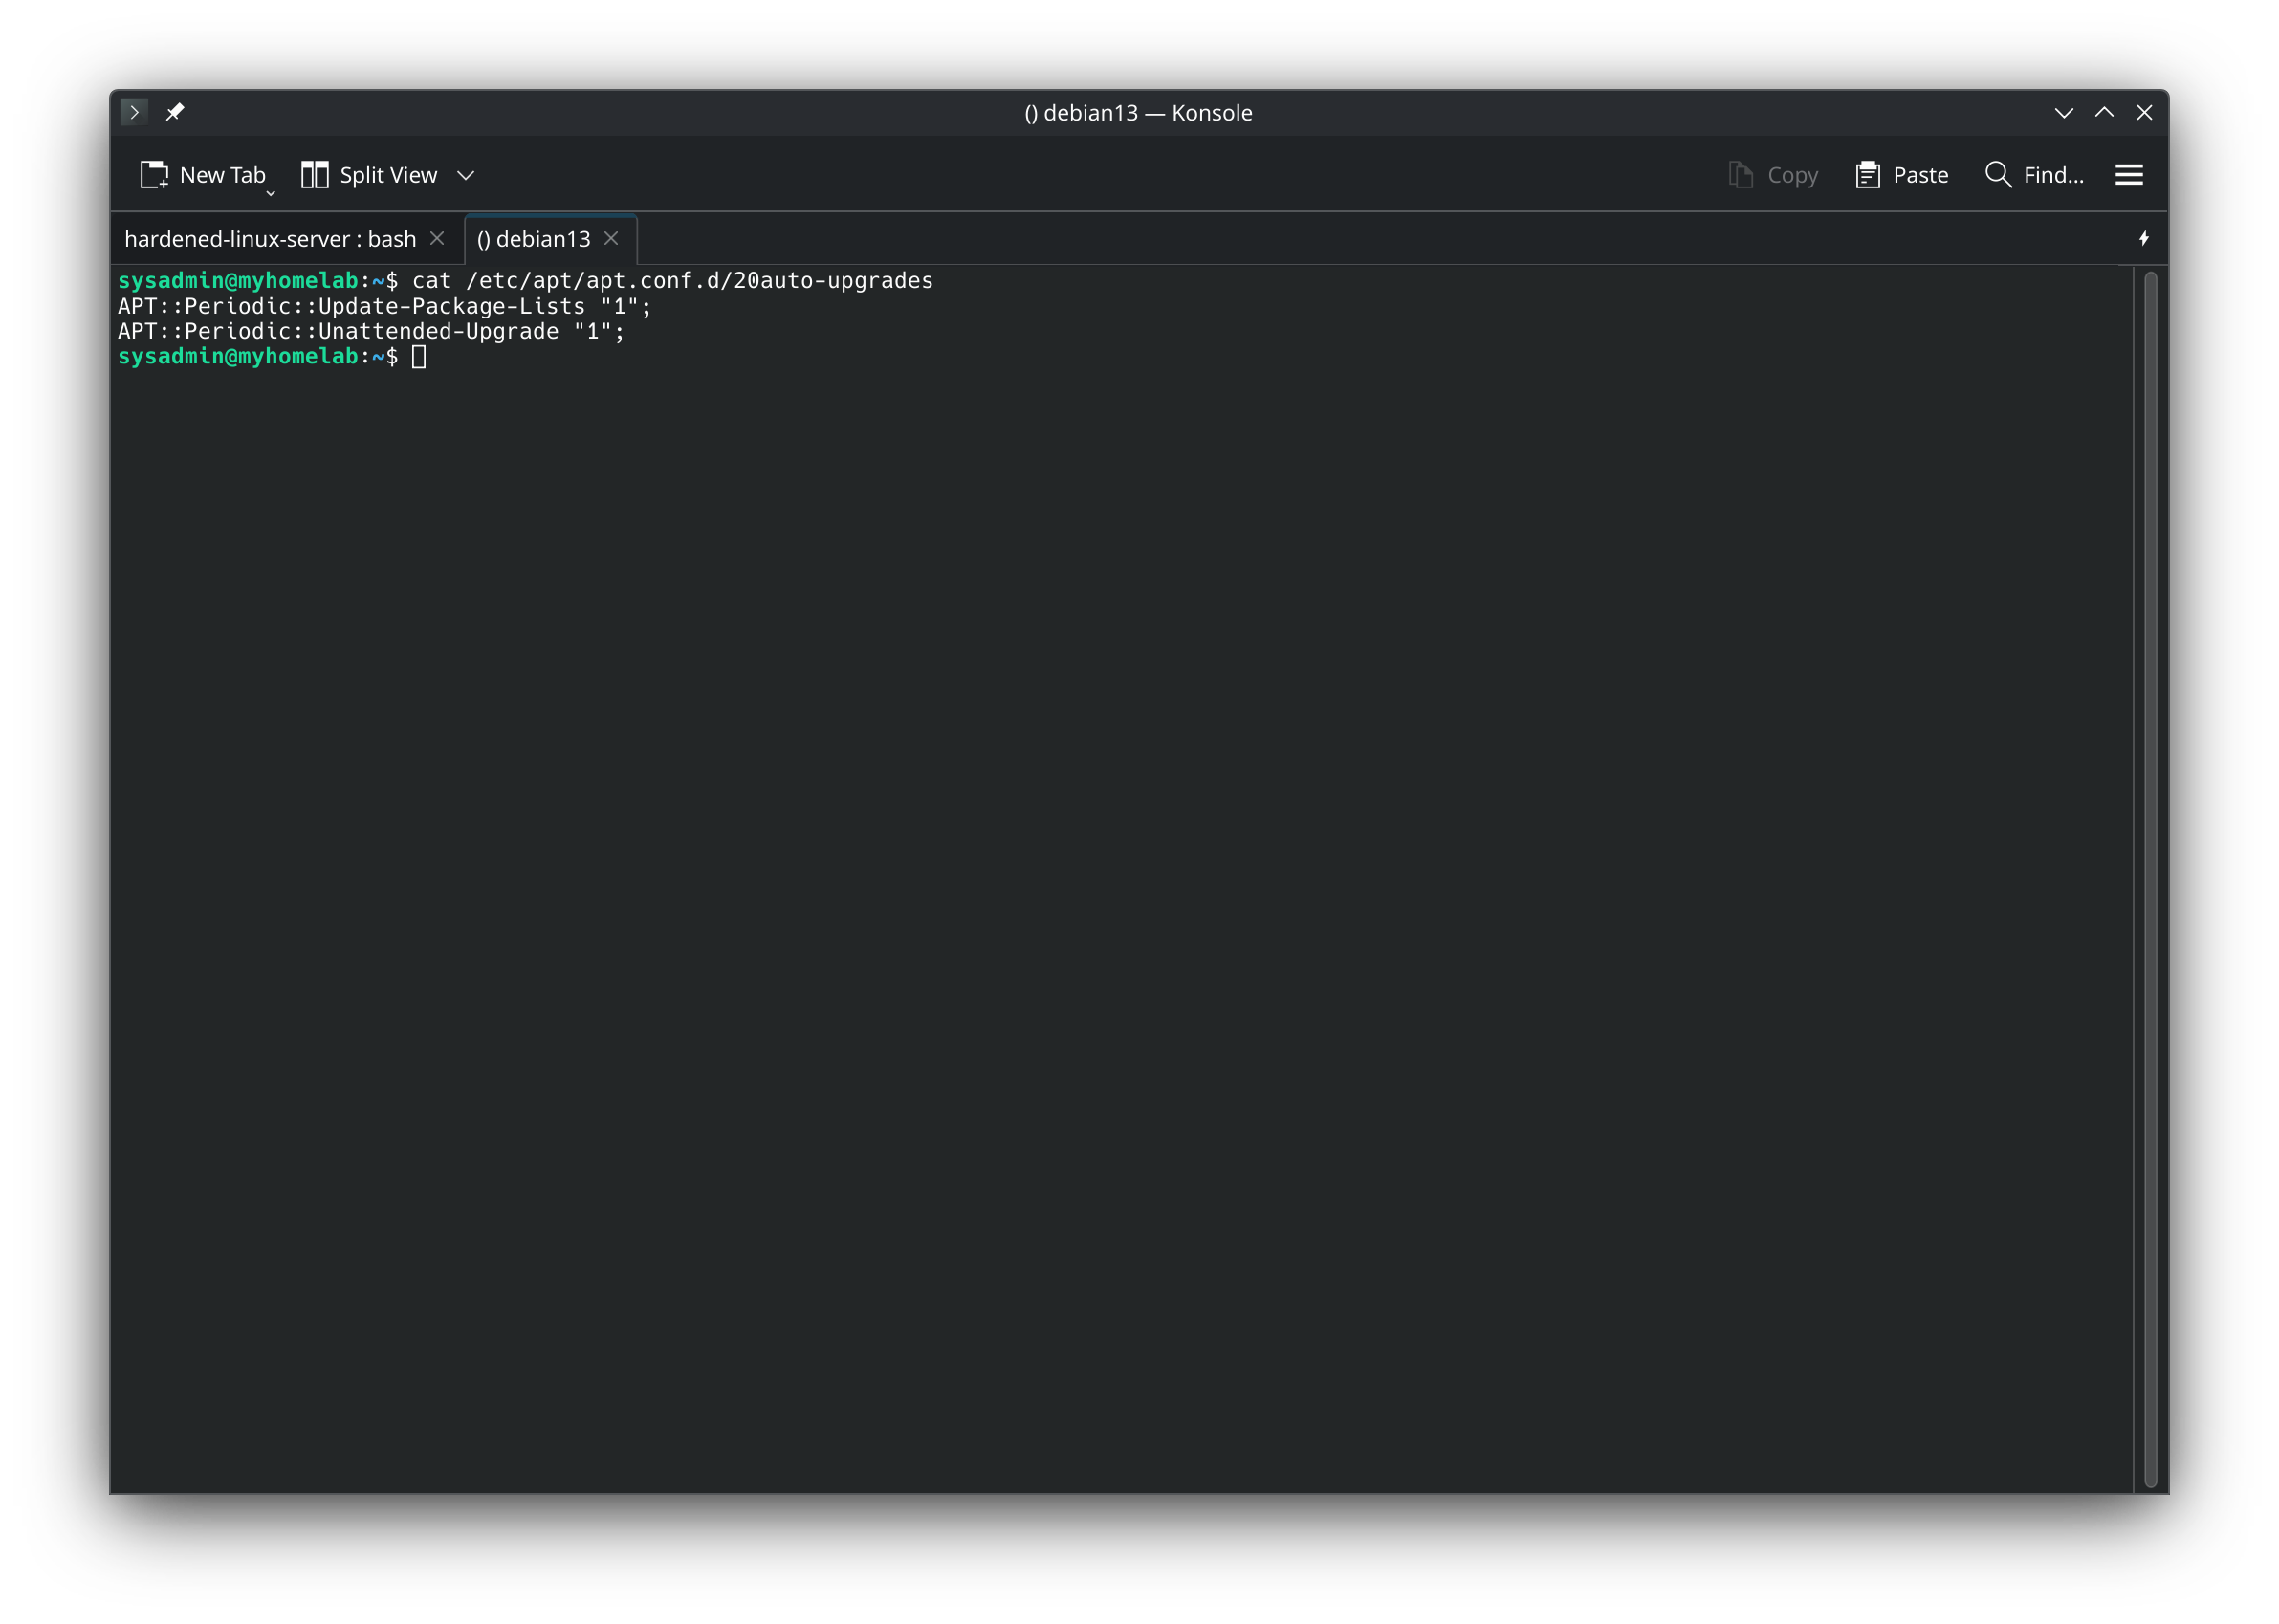 () debian13 — Konsole
New Tab Split View Copy Paste Find...
hardened-linux-server : bash () debian13
sysadmin@myhomelab:~$ cat /etc/apt/apt.conf.d/20auto-upgrades
APT::Periodic::Update-Package-Lists "1";
APT::Periodic::Unattended-Upgrade "1";
sysadmin@myhomelab:~$